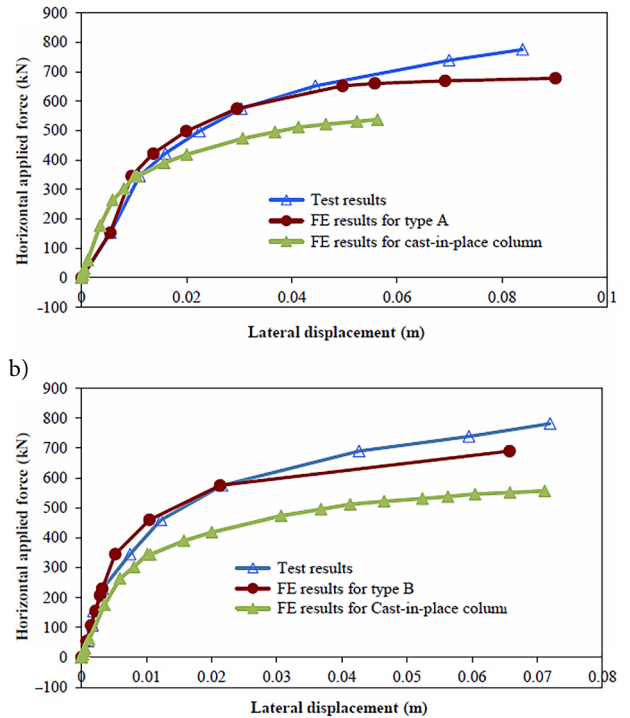 900
800
700
600
500
400
300
200
100
0
–100
Horizontal applied force (kN)
0 0.02 0.04 0.06 0.08 0.1
Lateral displacement (m)
Test results
FE results for type A
FE results for cast-in-place column
b)
900
800
700
600
500
400
300
200
100
0
–100
Horizontal applied force (kN)
0 0.01 0.02 0.03 0.04 0.05 0.06 0.07 0.08
Lateral displacement (m)
Test results
FE results for type B
FE results for Cast-in-place column